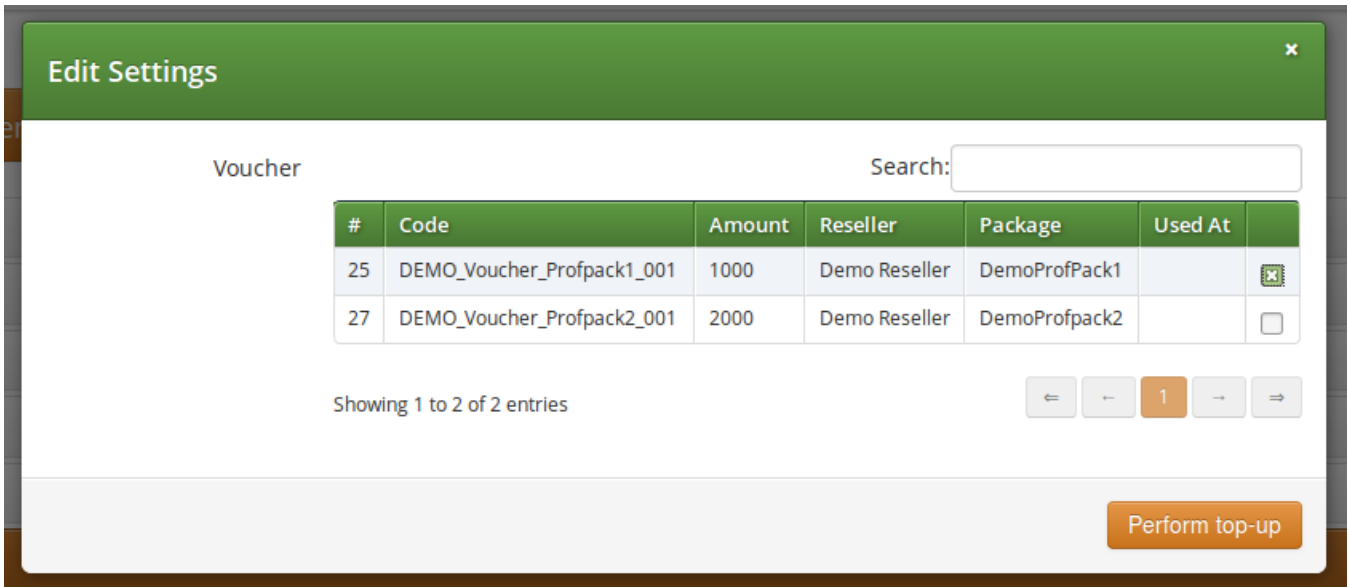 Edit Settings
×
er
Voucher
Search:
# Code Amount Reseller Package Used At
25 DEMO_Voucher_Profpack1_001 1000 Demo Reseller DemoProfPack1
27 DEMO_Voucher_Profpack2_001 2000 Demo Reseller DemoProfpack2
Showing 1 to 2 of 2 entries
⇐ ← 1 → ⇒
Perform top-up